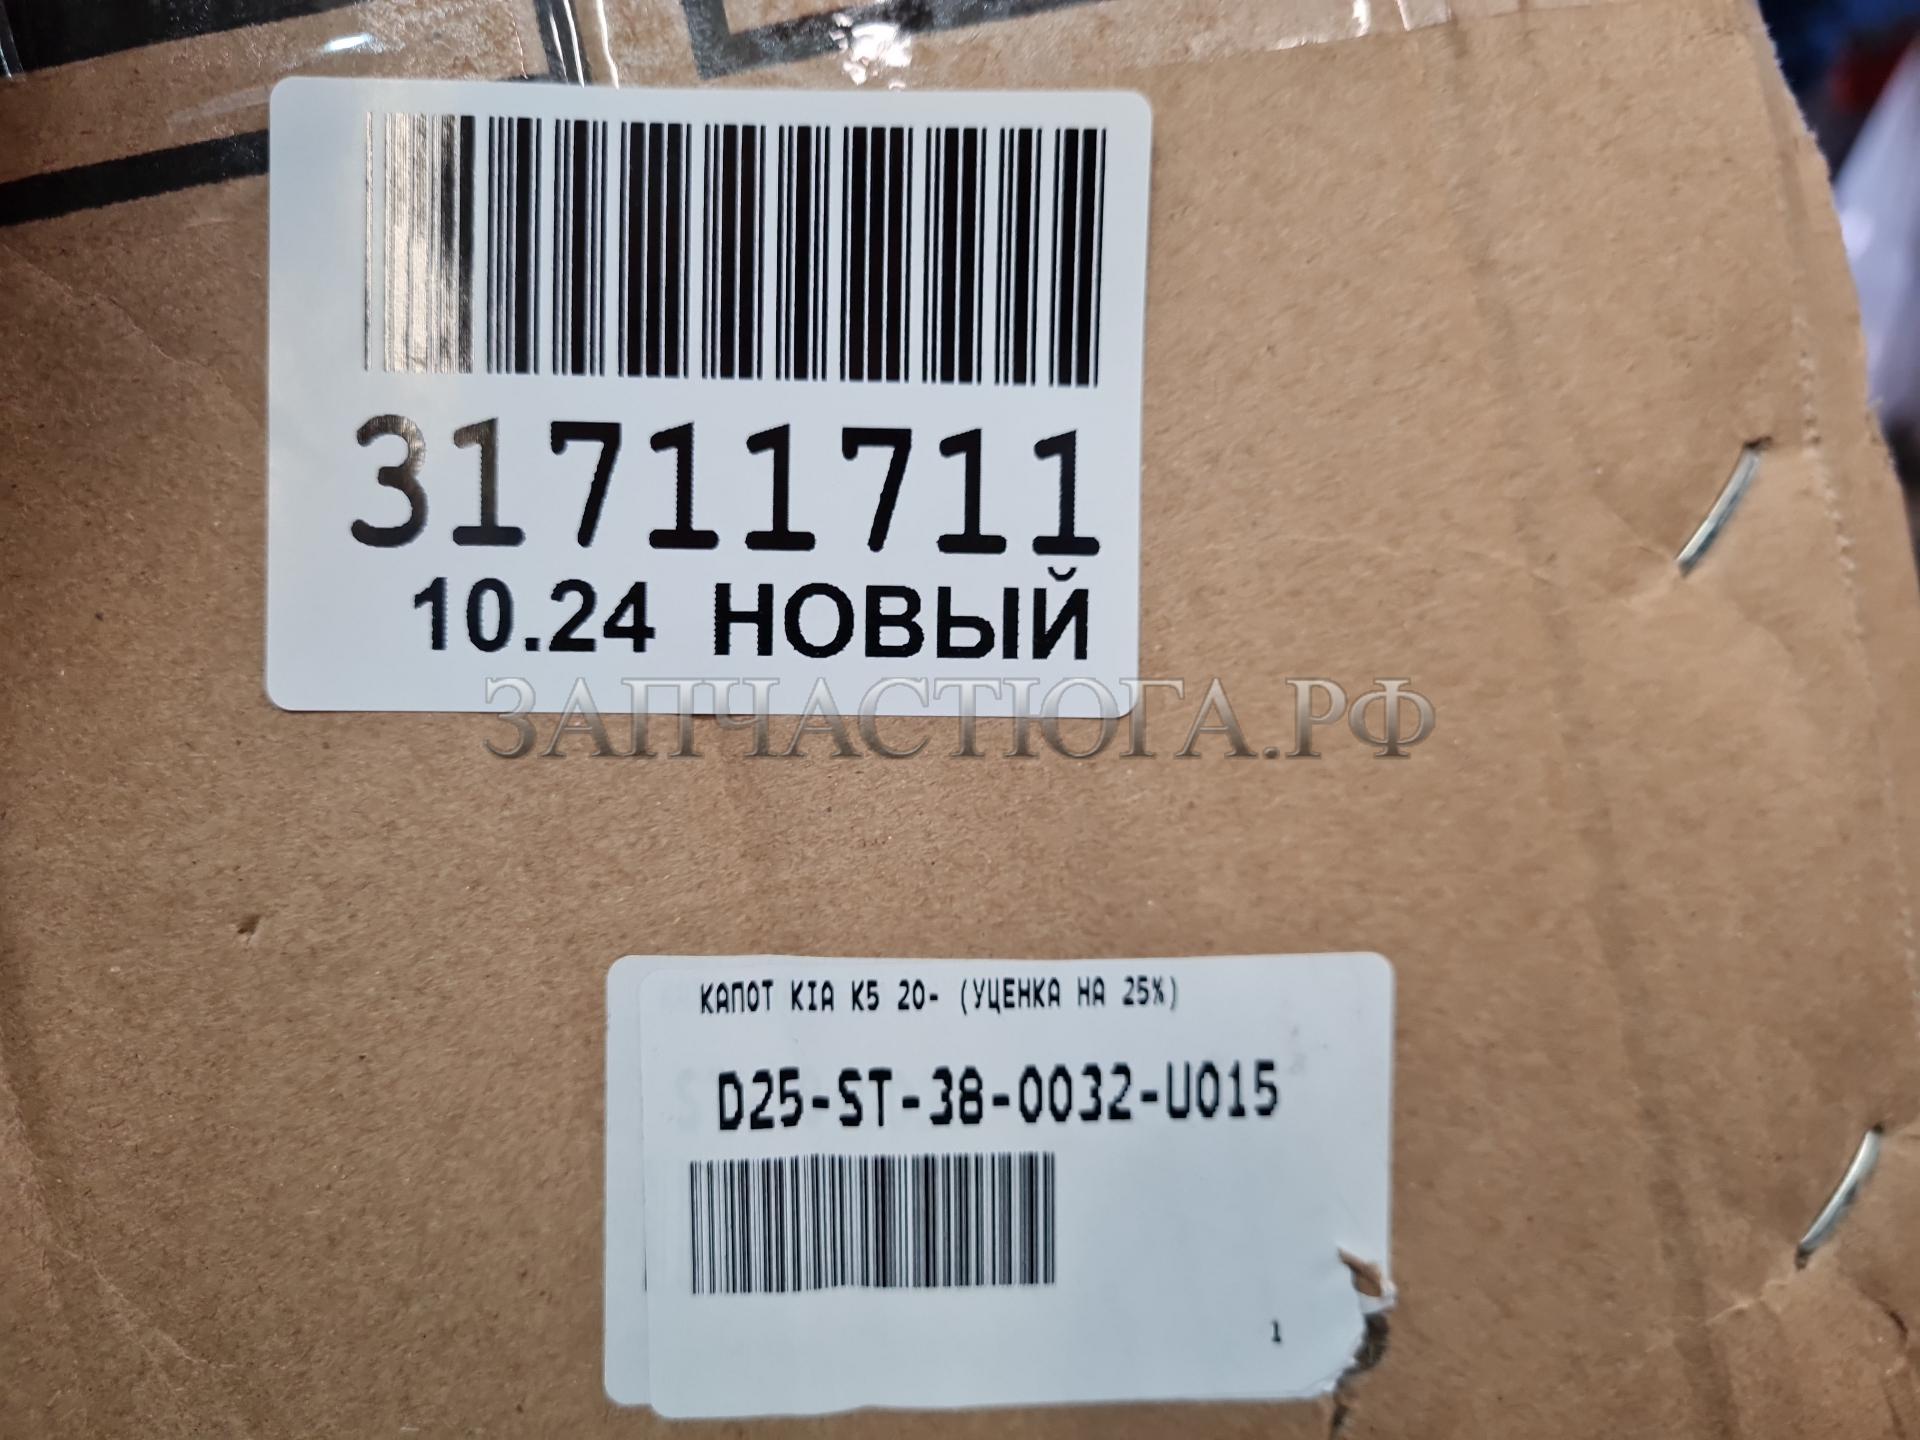 31711711
10.24 НОВЫЙ
ЗАПЧАСТЮГА.РФ
КАПОТ KIA K5 20- (УЦЕНКА НА 25%)
D25-ST-38-0032-U015
1